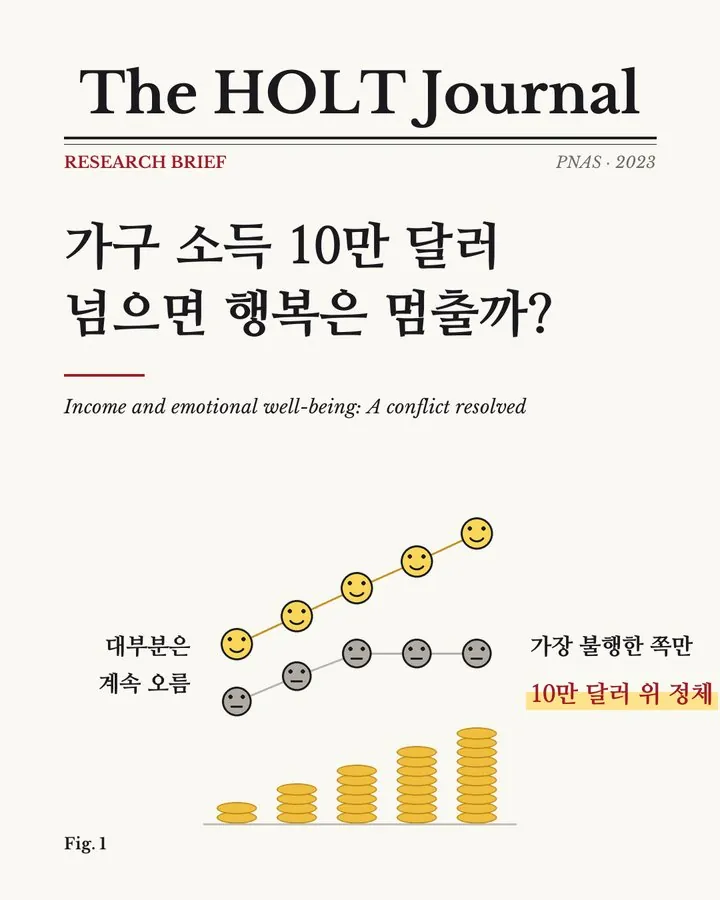 The HOLT Journal
RESEARCH BRIEF
PNAS · 2023
가구 소득 10만 달러
넘으면 행복은 멈출까?
Income and emotional well-being: A conflict resolved
대부분은
계속 오름
가장 불행한 쪽만
10만 달러 위 정체
Fig. 1